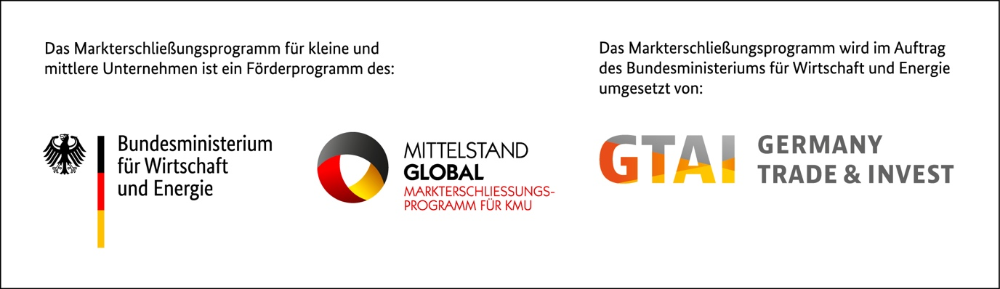 Das Markterschließungsprogramm für kleine und
mittlere Unternehmen ist ein Förderprogramm des:
Bundesministerium
für Wirtschaft
und Energie
MITTELSTAND
GLOBAL
MARKTERSCHLIESSUNGS-
PROGRAMM FÜR KMU
Das Markterschließungsprogramm wird im Auftrag
des Bundesministeriums für Wirtschaft und Energie
umgesetzt von:
GTAI
GERMANY
TRADE & INVEST